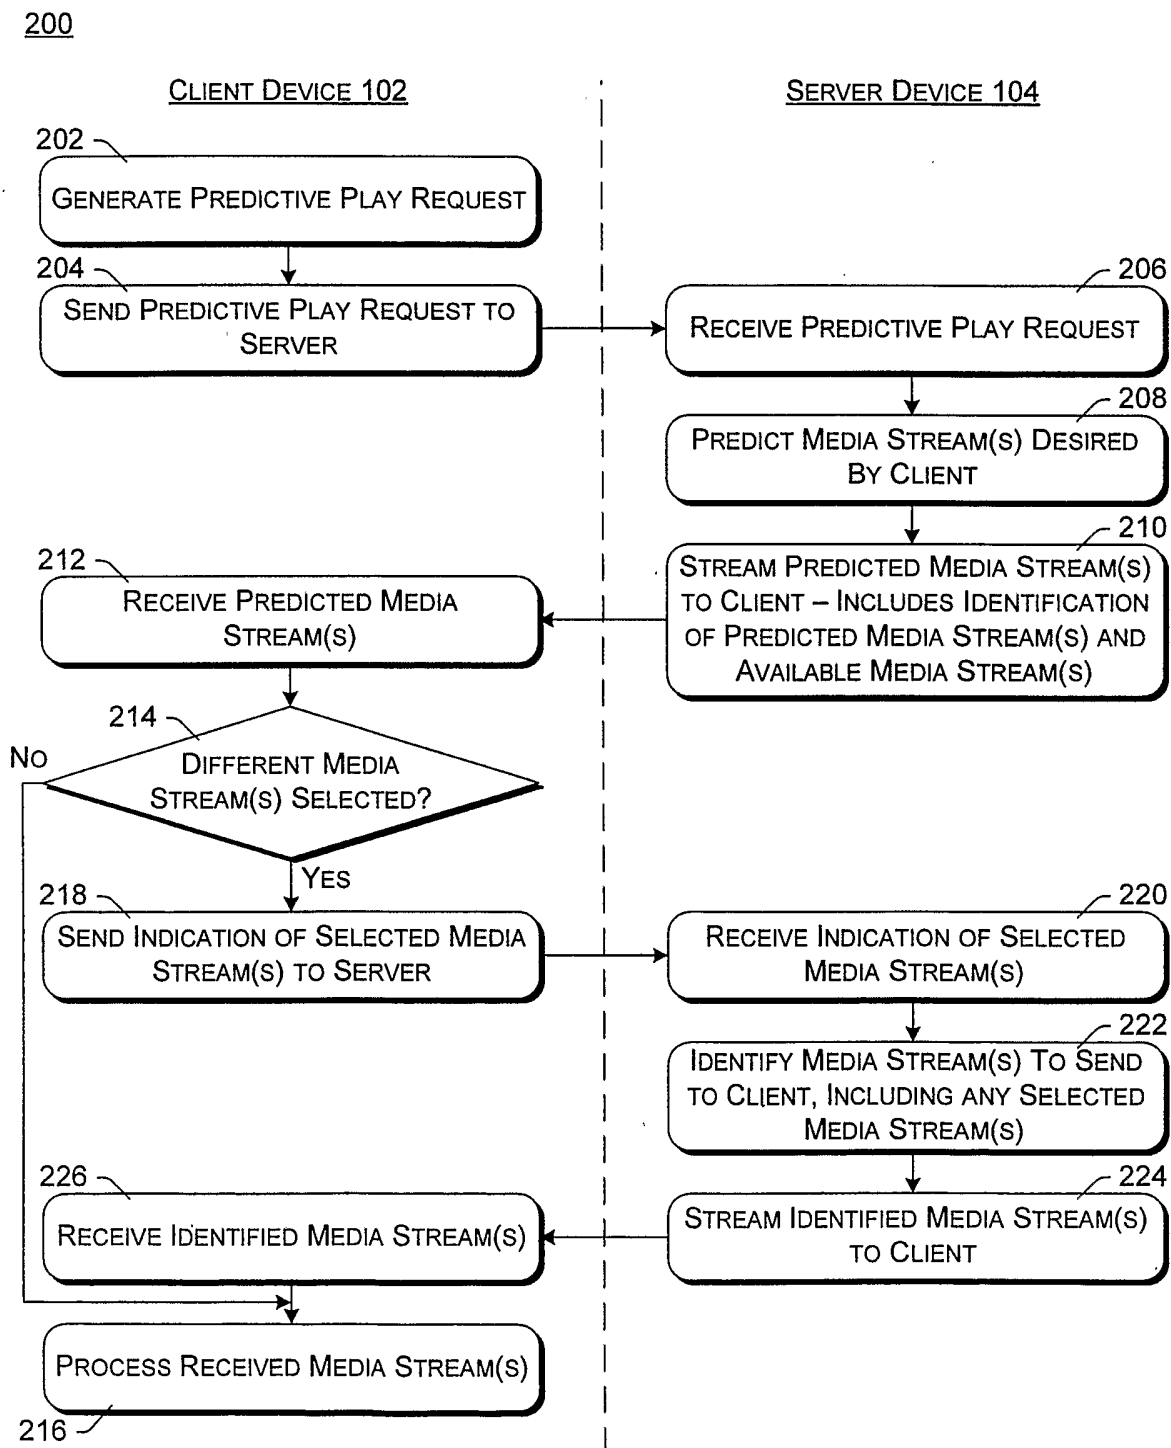 200
CLIENT DEVICE 102
SERVER DEVICE 104
202
GENERATE PREDICTIVE PLAY REQUEST
204
SEND PREDICTIVE PLAY REQUEST TO
SERVER
206
RECEIVE PREDICTIVE PLAY REQUEST
208
PREDICT MEDIA STREAM(S) DESIRED
BY CLIENT
210
STREAM PREDICTED MEDIA STREAM(S)
TO CLIENT – INCLUDES IDENTIFICATION
OF PREDICTED MEDIA STREAM(S) AND
AVAILABLE MEDIA STREAM(S)
212
RECEIVE PREDICTED MEDIA
STREAM(S)
214
NO
DIFFERENT MEDIA
STREAM(S) SELECTED?
YES
218
SEND INDICATION OF SELECTED MEDIA
STREAM(S) TO SERVER
220
RECEIVE INDICATION OF SELECTED
MEDIA STREAM(S)
222
IDENTIFY MEDIA STREAM(S) TO SEND
TO CLIENT, INCLUDING ANY SELECTED
MEDIA STREAM(S)
224
STREAM IDENTIFIED MEDIA STREAM(S)
TO CLIENT
226
RECEIVE IDENTIFIED MEDIA STREAM(S)
PROCESS RECEIVED MEDIA STREAM(S)
216